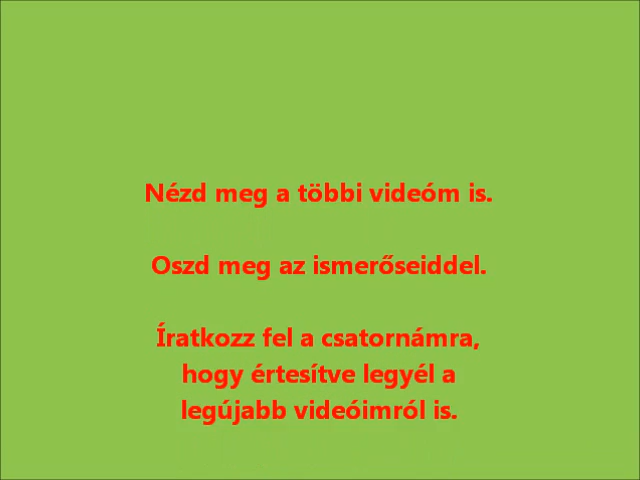 Nézd meg a többi videóm is.
Oszd meg az ismerőseiddel.
Íratkozz fel a csatornámra,
hogy értesítve legyél a
legújabb videóimról is.